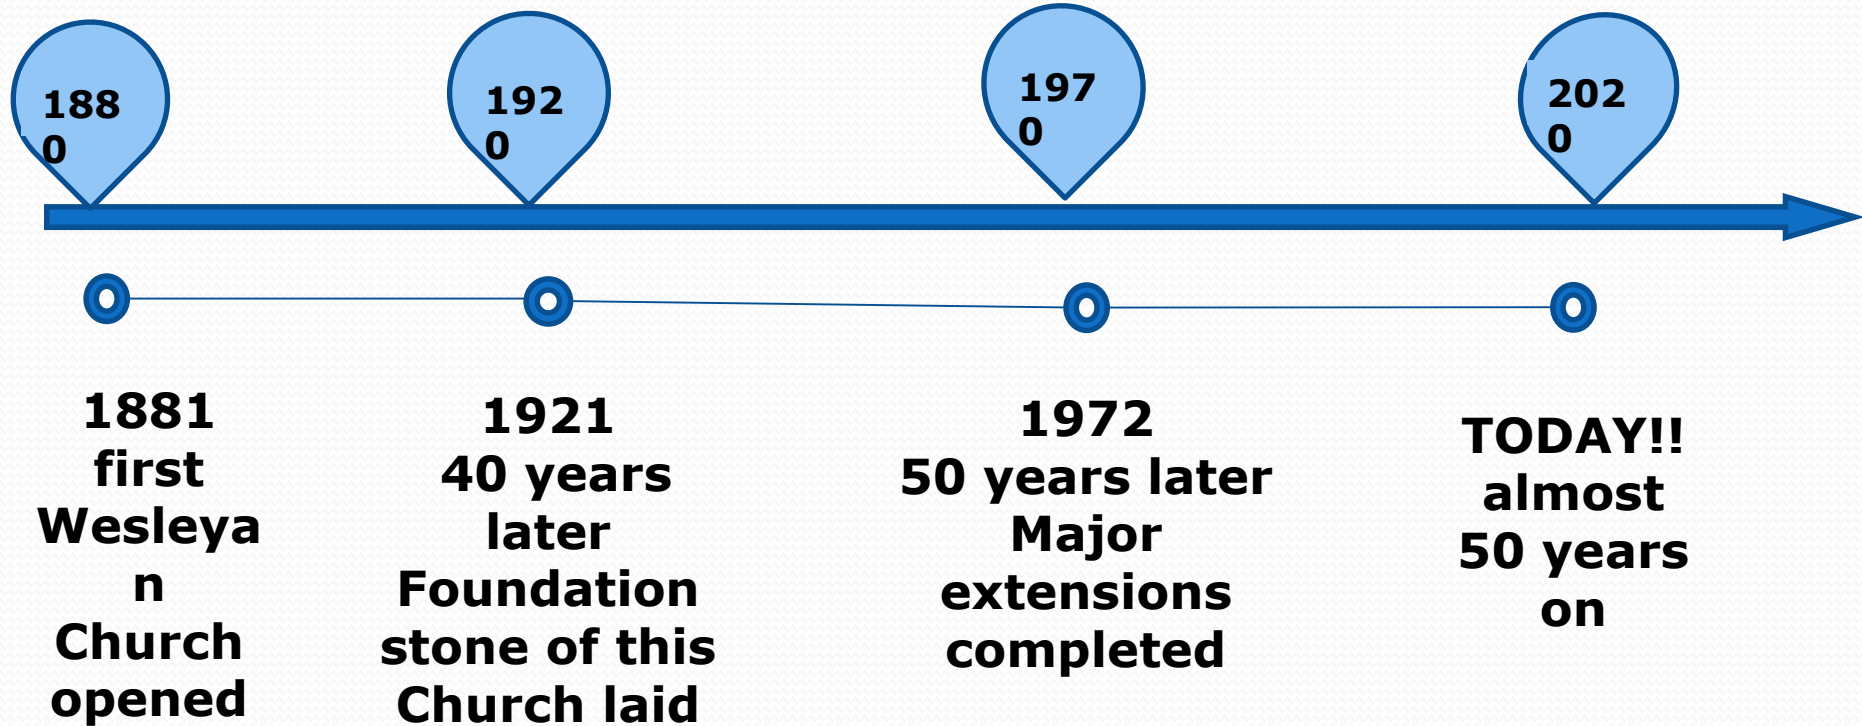 188
0
192
0
197
0
202
0
1881
first
Wesleya
n
Church
opened
1921
40 years
later
Foundation
stone of this
Church laid
1972
50 years later
Major
extensions
completed
TODAY!!
almost
50 years
on